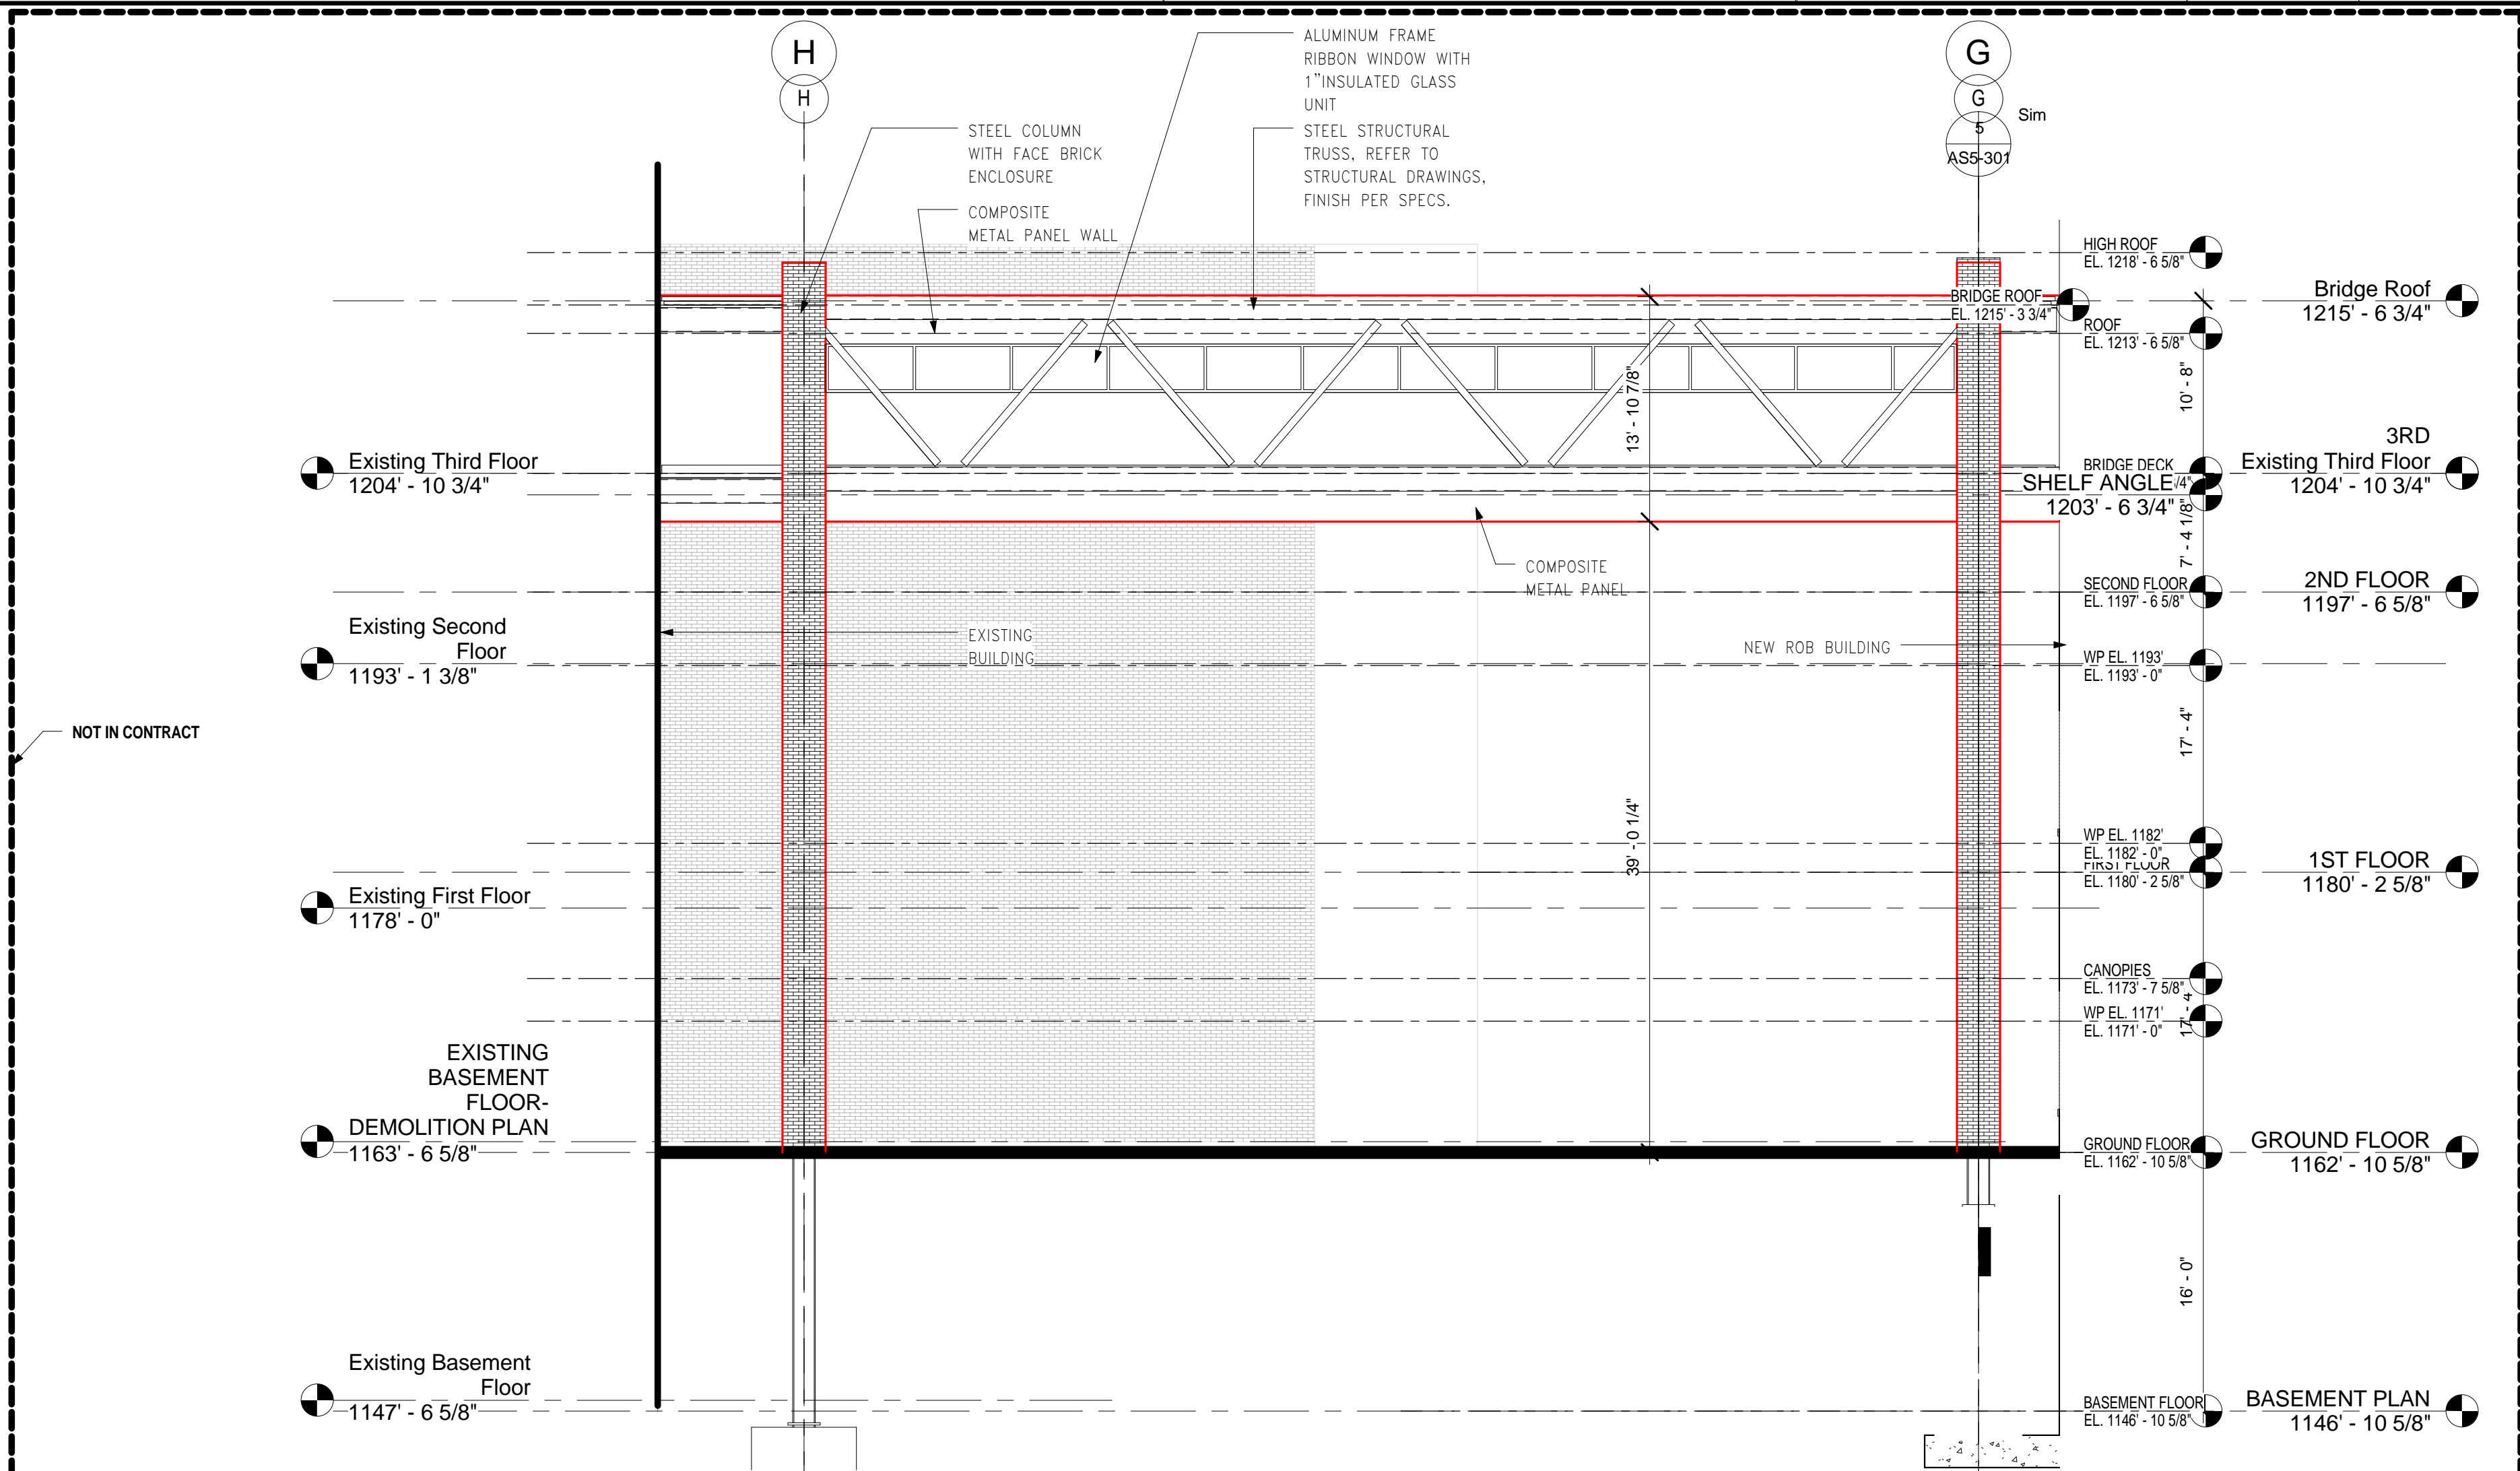 H
H
ALUMINUM FRAME
RIBBON WINDOW WITH
1"INSULATED GLASS
UNIT
STEEL COLUMN
WITH FACE BRICK
ENCLOSURE
STEEL STRUCTURAL
TRUSS, REFER TO
STRUCTURAL DRAWINGS,
FINISH PER SPECS.
COMPOSITE
METAL PANEL WALL
G
G
Sim
5
AS5-301
HIGH ROOF
EL. 1218' - 6 5/8"
BRIDGE ROOF
EL. 1215' - 3 3/4"
Bridge Roof
1215' - 6 3/4"
ROOF
EL. 1213' - 6 5/8"
10' - 8"
13' - 10 7/8"
Existing Third Floor
1204' - 10 3/4"
BRIDGE DECK
3RD
Existing Third Floor
1204' - 10 3/4"
SHELF ANGLE
1203' - 6 3/4"
7' - 4 1/8"
COMPOSITE
METAL PANEL
SECOND FLOOR
EL. 1197' - 6 5/8"
2ND FLOOR
1197' - 6 5/8"
Existing Second
Floor
1193' - 1 3/8"
EXISTING
BUILDING
NEW ROB BUILDING
WP EL. 1193'
EL. 1193' - 0"
NOT IN CONTRACT
17' - 4"
39' - 0 1/4"
WP EL. 1182'
EL. 1182' - 0"
FIRST FLOOR
EL. 1180' - 2 5/8"
1ST FLOOR
1180' - 2 5/8"
Existing First Floor
1178' - 0"
CANOPIES
EL. 1173' - 7 5/8"
WP EL. 1171'
EL. 1171' - 0"
17' - 4
EXISTING
BASEMENT
FLOOR-
DEMOLITION PLAN
1163' - 6 5/8"
GROUND FLOOR
EL. 1162' - 10 5/8"
GROUND FLOOR
1162' - 10 5/8"
16' - 0"
Existing Basement
Floor
1147' - 6 5/8"
BASEMENT FLOOR
EL. 1146' - 10 5/8"
BASEMENT PLAN
1146' - 10 5/8"